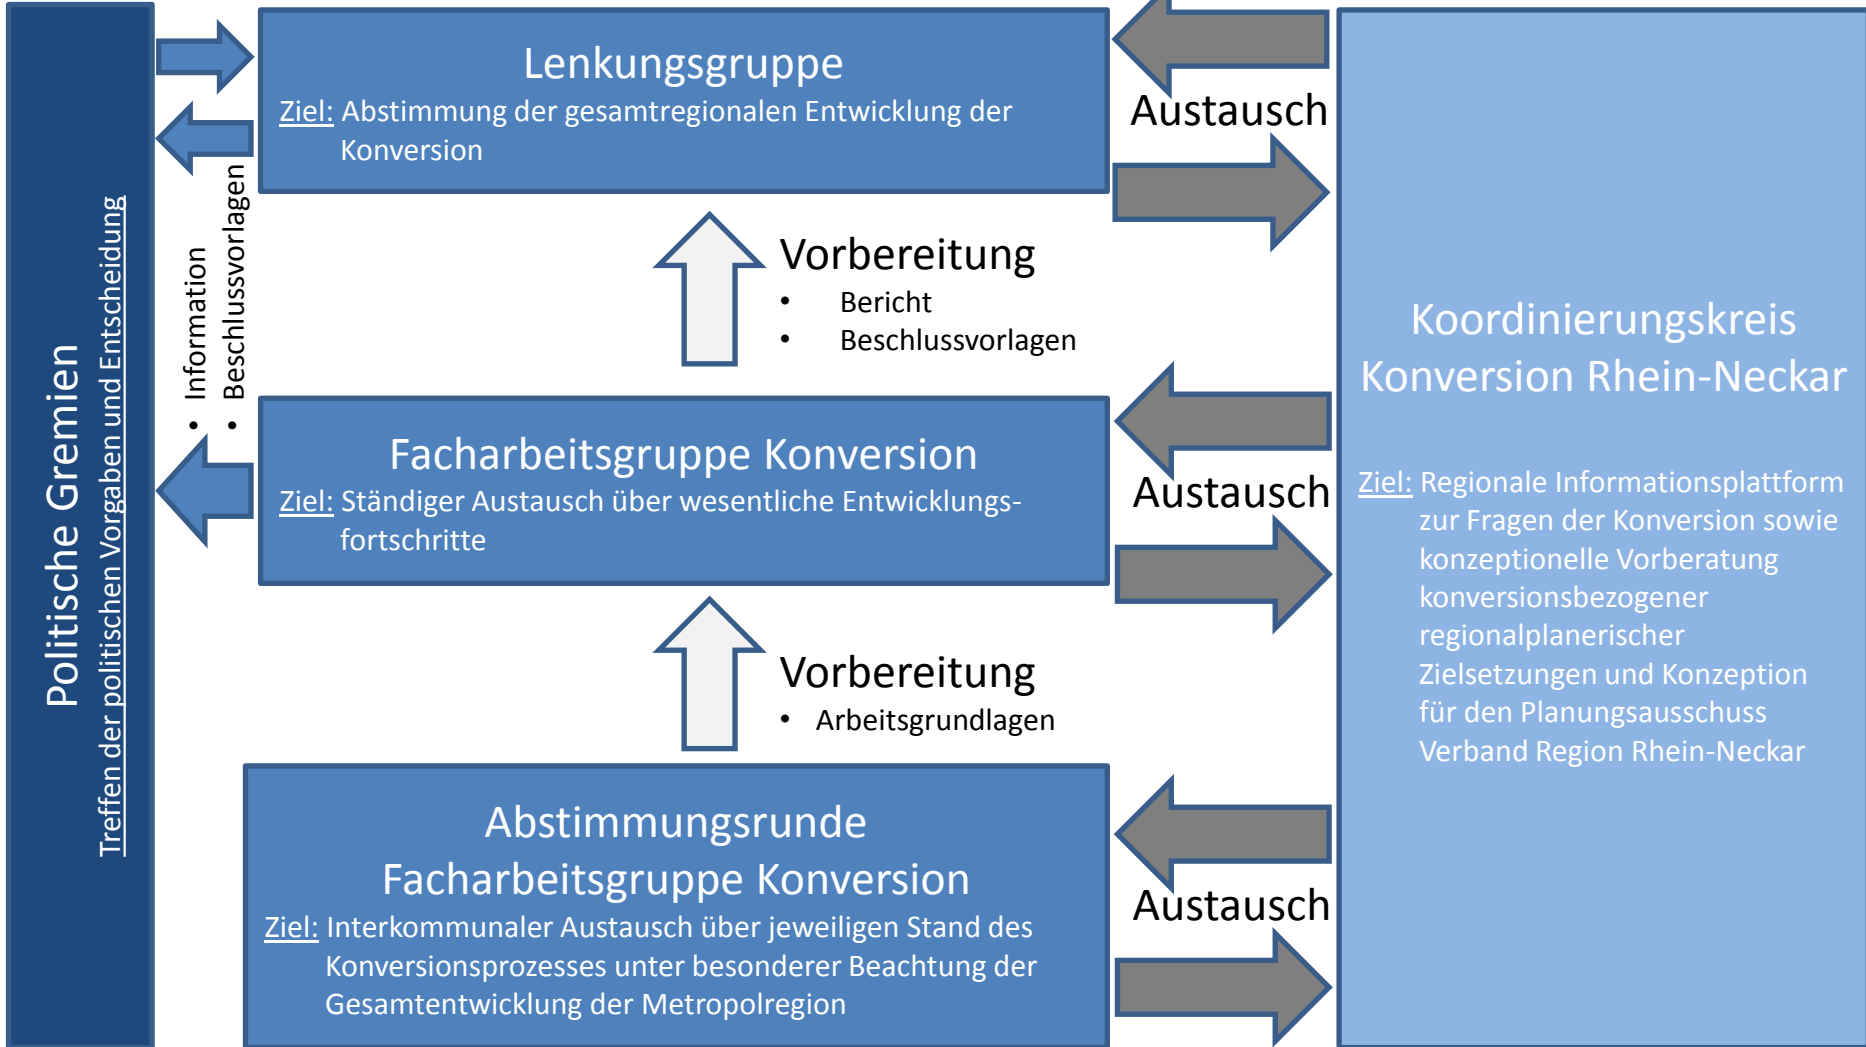 Politische Gremien
Treffen der politischen Vorgaben und Entscheidung
• Information
• Beschlussvorlagen
Lenkungsgruppe
Ziel: Abstimmung der gesamtregionalen Entwicklung der
Konversion
Vorbereitung
• Bericht
• Beschlussvorlagen
Facharbeitsgruppe Konversion
Ziel: Ständiger Austausch über wesentliche Entwicklungs-
fortschritte
Vorbereitung
• Arbeitsgrundlagen
Abstimmungsrunde
Facharbeitsgruppe Konversion
Ziel: Interkommunaler Austausch über jeweiligen Stand des
Konversionsprozesses unter besonderer Beachtung der
Gesamtentwicklung der Metropolregion
Austausch
Austausch
Austausch
Koordinierungskreis
Konversion Rhein-Neckar
Ziel: Regionale Informationsplattform
zur Fragen der Konversion sowie
konzeptionelle Vorberatung
konversionsbezogener
regionalplanerischer
Zielsetzungen und Konzeption
für den Planungsausschuss
Verband Region Rhein-Neckar